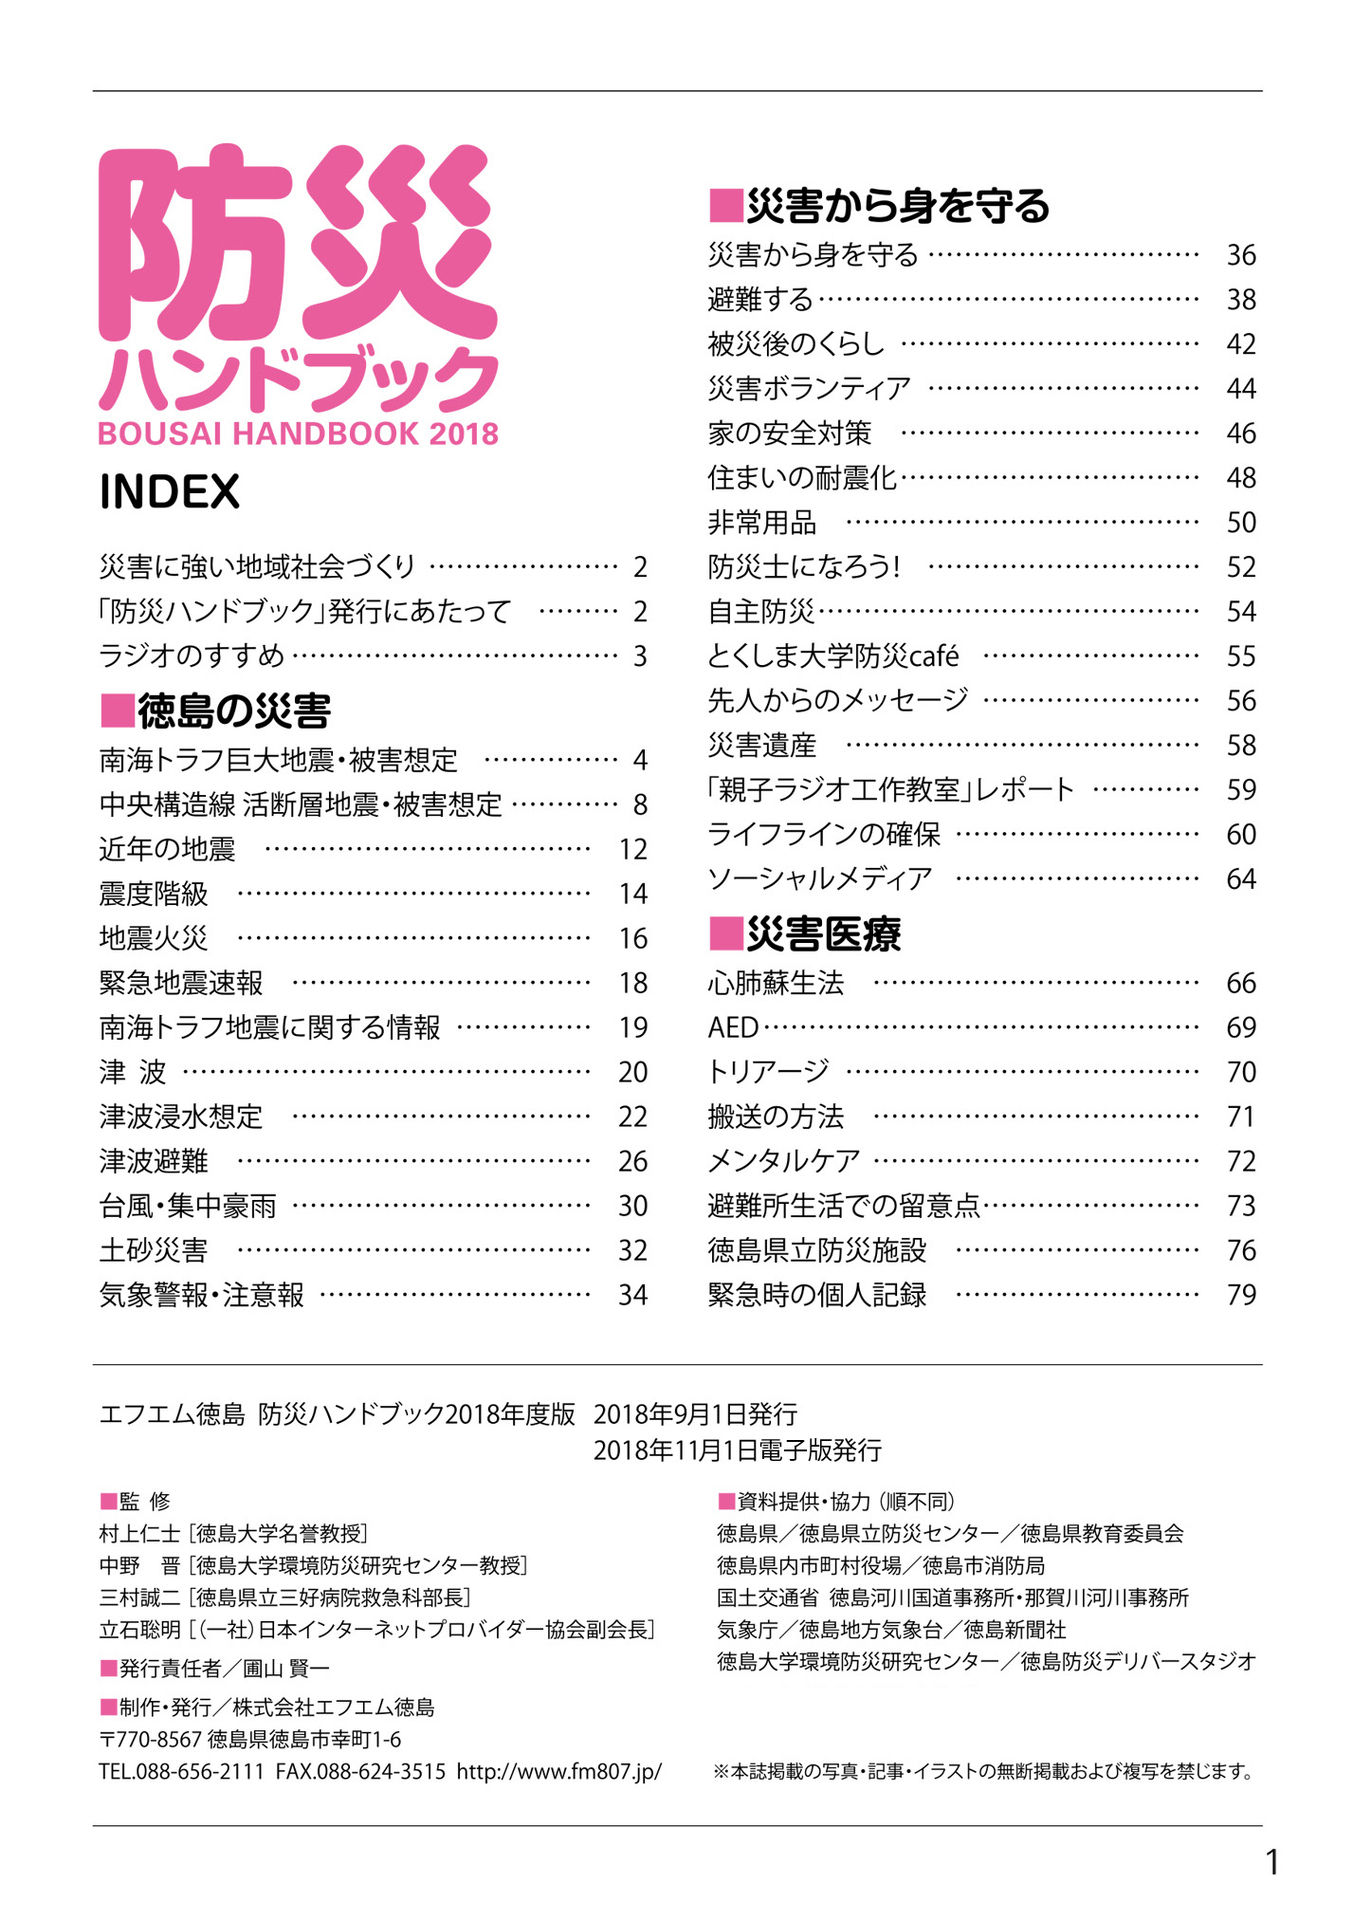 防災
ハンドブック
BOUSAI HANDBOOK 2018
INDEX
災害に強い地域社会づくり ………………… 2
「防災ハンドブック」発行にあたって ……… 2
ラジオのすすめ ……………………………… 3
■徳島の災害
南海トラフ巨大地震・被害想定 …………… 4
中央構造線 活断層地震・被害想定 ………… 8
近年の地震 ……………………………… 12
震度階級 ………………………………… 14
地震火災 ………………………………… 16
緊急地震速報 …………………………… 18
南海トラフ地震に関する情報 …………… 19
津 波 ……………………………………… 20
津波浸水想定 …………………………… 22
津波避難 ………………………………… 26
台風・集中豪雨 …………………………… 30
土砂災害 ………………………………… 32
気象警報・注意報 ………………………… 34
■災害から身を守る
災害から身を守る ………………………… 36
避難する …………………………………… 38
被災後のくらし …………………………… 42
災害ボランティア ………………………… 44
家の安全対策 …………………………… 46
住まいの耐震化 …………………………… 48
非常用品 ………………………………… 50
防災士になろう! ………………………… 52
自主防災 …………………………………… 54
とくしま大学防災café …………………… 55
先人からのメッセージ …………………… 56
災害遺産 ………………………………… 58
「親子ラジオ工作教室」レポート ………… 59
ライフラインの確保 ……………………… 60
ソーシャルメディア ……………………… 64
■災害医療
心肺蘇生法 ……………………………… 66
AED ………………………………………… 69
トリアージ ………………………………… 70
搬送の方法 ……………………………… 71
メンタルケア ……………………………… 72
避難所生活での留意点 …………………… 73
徳島県立防災施設 ……………………… 76
緊急時の個人記録 ……………………… 79
エフエム徳島 防災ハンドブック2018年度版 2018年9月1日発行
2018年11月1日電子版発行
■監 修
村上仁士［徳島大学名誉教授］
中野 晋［徳島大学環境防災研究センター教授］
三村誠二［徳島県立三好病院救急科部長］
立石聡明［（一社）日本インターネットプロバイダー協会副会長］
■発行責任者／圃山 賢一
■制作・発行／株式会社エフエム徳島
〒770-8567 徳島県徳島市幸町1-6
TEL.088-656-2111 FAX.088-624-3515 http://www.fm807.jp/
■資料提供・協力（順不同）
徳島県／徳島県立防災センター／徳島県教育委員会
徳島県内市町村役場／徳島市消防局
国土交通省 徳島河川国道事務所・那賀川河川事務所
気象庁／徳島地方気象台／徳島新聞社
徳島大学環境防災研究センター／徳島防災デリバースタジオ
※本誌掲載の写真・記事・イラストの無断掲載および複写を禁じます。
1